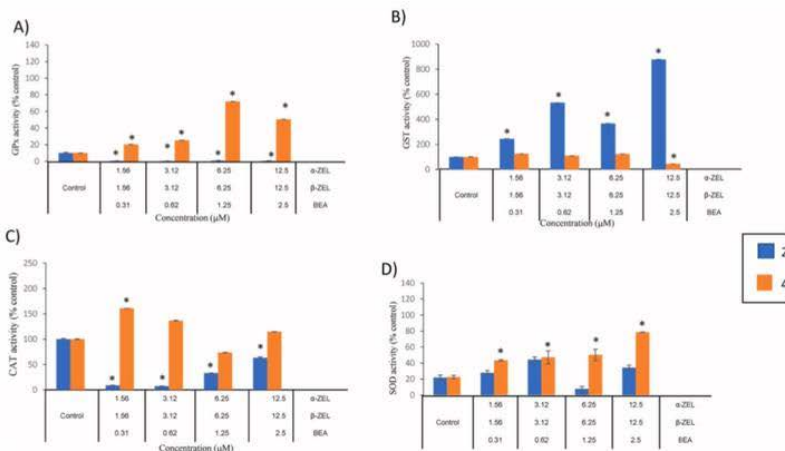 A)
GPx activity (% control)
140
120
100
80
60
40
20
0
* * * * * * * *
Control 1.56 3.12 6.25 12.5 α-ZEL
1.56 3.12 6.25 12.5 β-ZEL
0.31 0.62 1.25 2.5 BEA
Concentration (μM)
B)
GST activity (% control)
1000
800
600
400
200
0
* * * * *
Control 1.56 3.12 6.25 12.5 α-ZEL
1.56 3.12 6.25 12.5 β-ZEL
0.31 0.62 1.25 2.5 BEA
Concentration (μM)
C)
CAT activity (% control)
250
200
150
100
50
0
* * * * *
Control 1.56 3.12 6.25 12.5 α-ZEL
1.56 3.12 6.25 12.5 β-ZEL
0.31 0.62 1.25 2.5 BEA
Concentration (μM)
D)
SOD activity (% control)
140
120
100
80
60
40
20
0
* * * *
Control 1.56 3.12 6.25 12.5 α-ZEL
1.56 3.12 6.25 12.5 β-ZEL
0.31 0.62 1.25 2.5 BEA
2
4